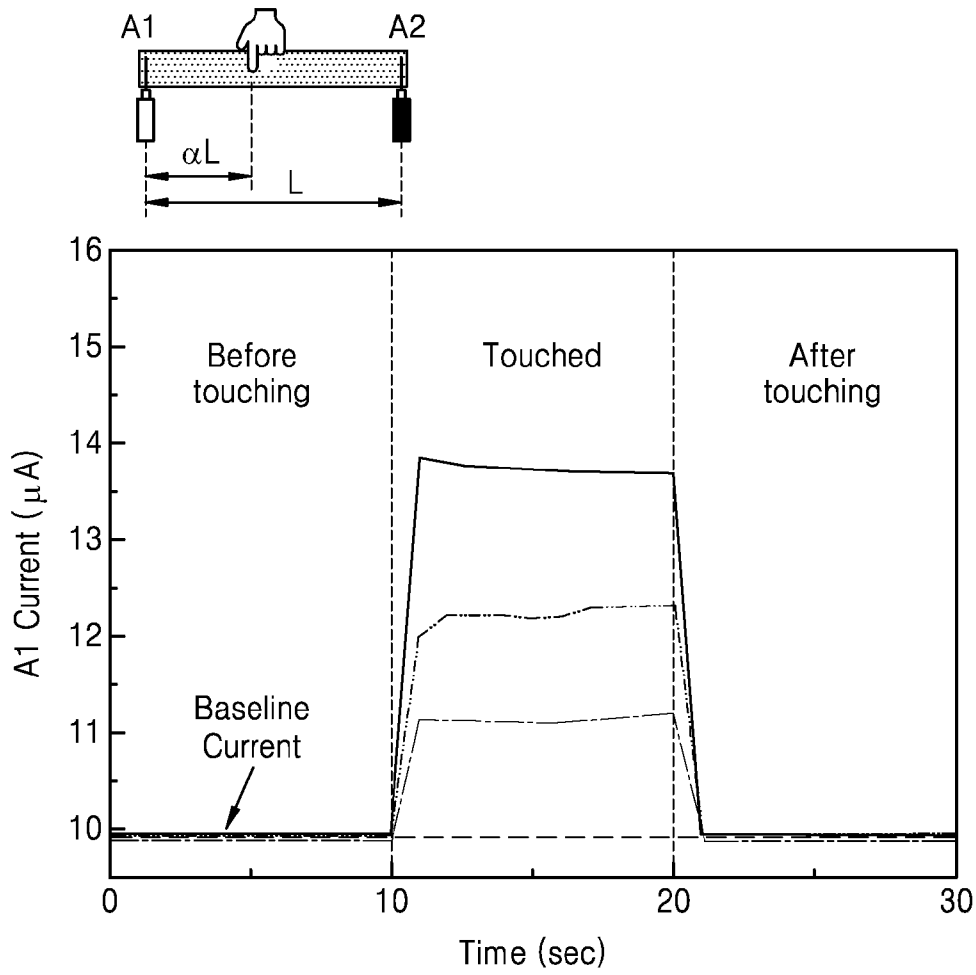 A1
A2
αL
L
16
15
14
13
12
11
10
A1 Current (μA)
Before
touching
Touched
After
touching
Baseline
Current
0
10
20
30
Time (sec)